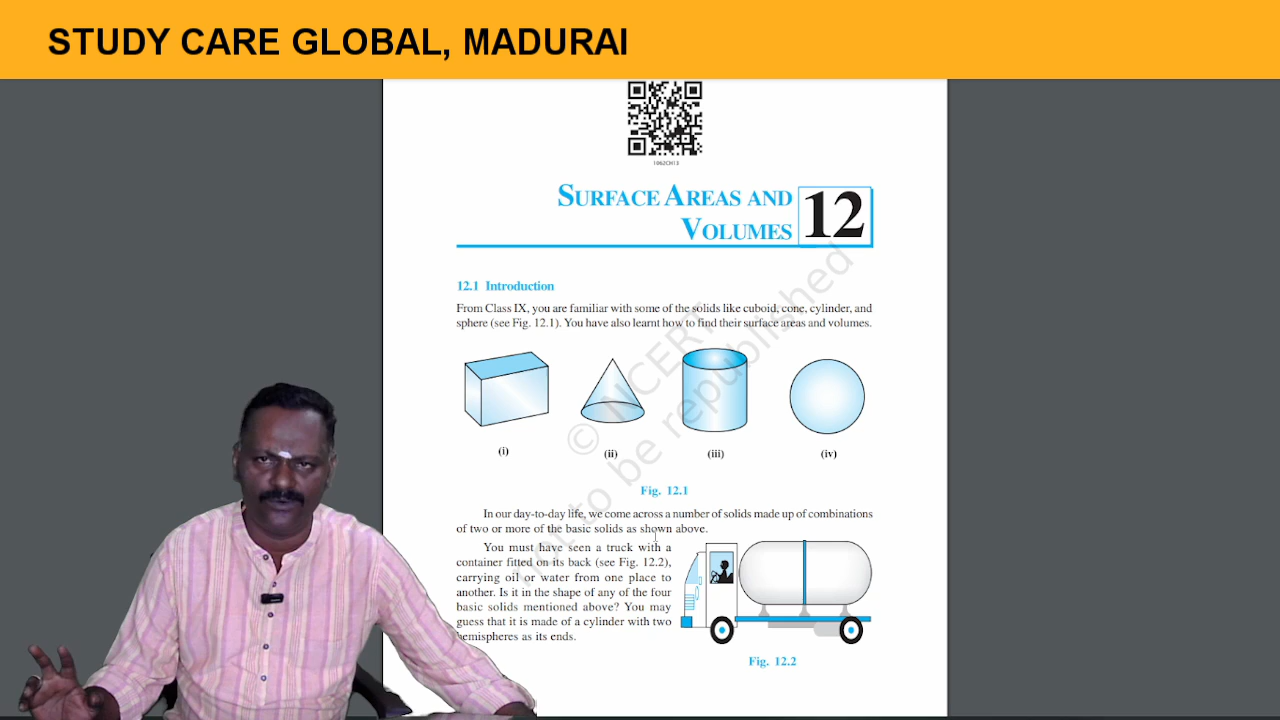 STUDY CARE GLOBAL, MADURAI
1062CH13
SURFACE AREAS AND
VOLUMES
12
12.1 Introduction
From Class IX, you are familiar with some of the solids like cuboid, cone, cylinder, and
sphere (see Fig. 12.1). You have also learnt how to find their surface areas and volumes.
(i)
(ii)
(iii)
(iv)
Fig. 12.1
In our day-to-day life, we come across a number of solids made up of combinations
of two or more of the basic solids as shown above.
You must have seen a truck with a
container fitted on its back (see Fig. 12.2),
carrying oil or water from one place to
another. Is it in the shape of any of the four
basic solids mentioned above? You may
guess that it is made of a cylinder with two
hemispheres as its ends.
Fig. 12.2
© NCERT
not to be republished